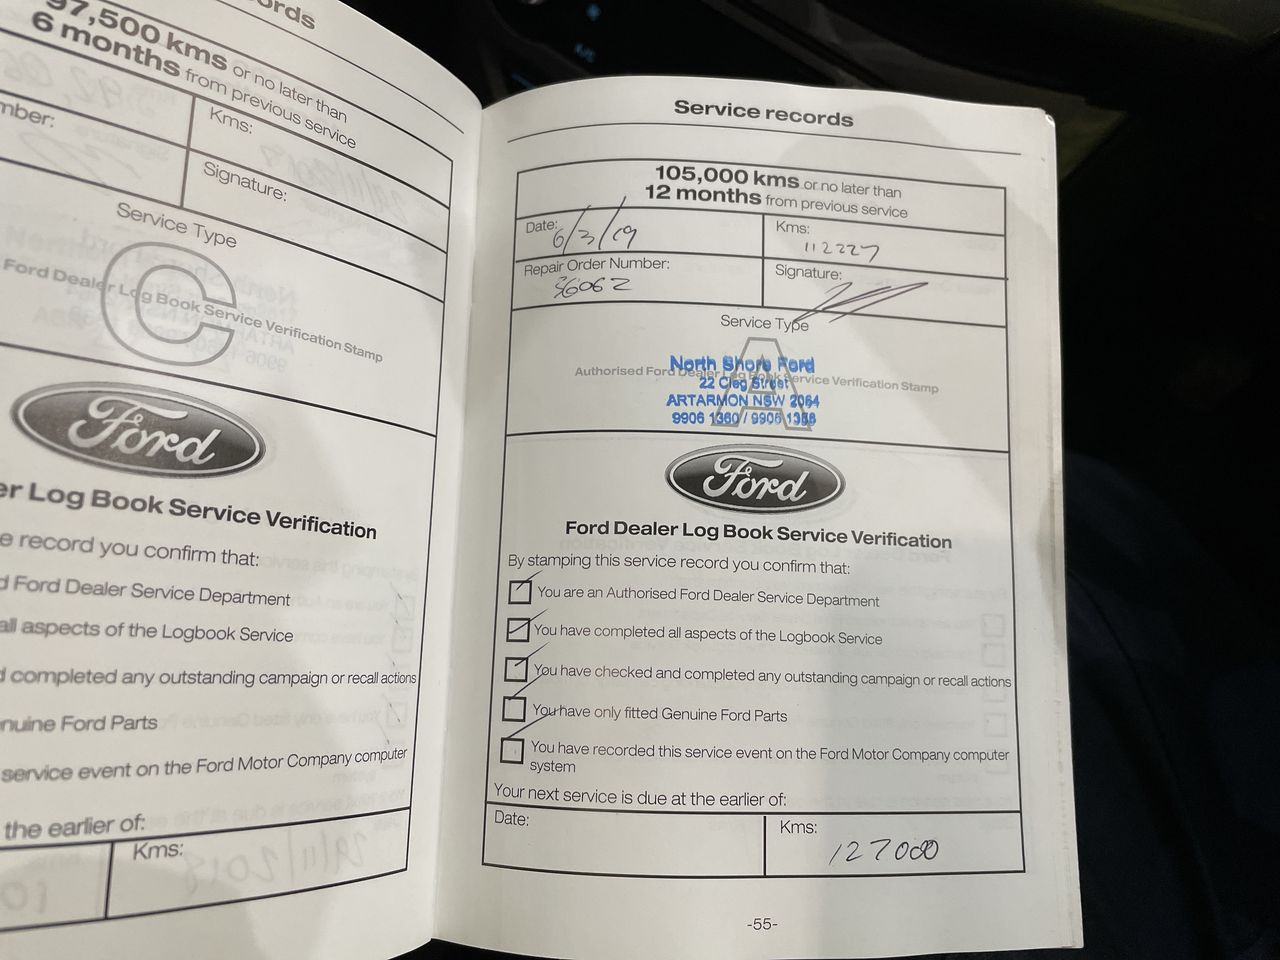 ords
97,500 kms or no later than
6 months from previous service
mber:
Kms:
Signature:
Service Type
C
Ford Dealer Log Book Service Verification Stamp
Ford
er Log Book Service Verification
e record you confirm that:
d Ford Dealer Service Department
all aspects of the Logbook Service
d completed any outstanding campaign or recall actions
nuine Ford Parts
service event on the Ford Motor Company computer
the earlier of:
Kms:
Service records
105,000 kms or no later than
12 months from previous service
Date: 6/3/19
Kms: 112227
Repair Order Number: 36062
Signature:
Service Type
A
Authorised Ford Dealer Log Book Service Verification Stamp
North Shore Ford
22 Cleg Street
ARTARMON NSW 2064
9906 1360 / 9906 1388
Ford
Ford Dealer Log Book Service Verification
By stamping this service record you confirm that:
You are an Authorised Ford Dealer Service Department
You have completed all aspects of the Logbook Service
You have checked and completed any outstanding campaign or recall actions
You have only fitted Genuine Ford Parts
You have recorded this service event on the Ford Motor Company computer
system
Your next service is due at the earlier of:
Date:
Kms: 127000
-55-